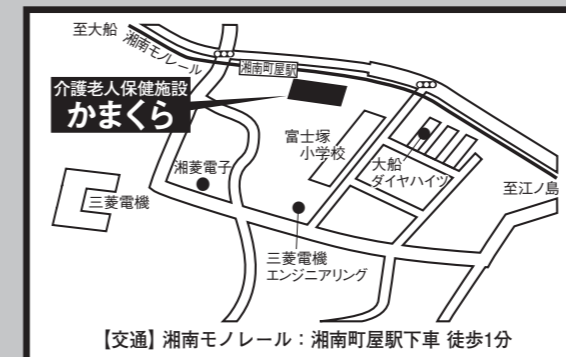 至大船
湘南モノレール
湘南町屋駅
介護老人保健施設
かまくら
富士塚
小学校
大船
ダイヤハイツ
湘菱電子
至江ノ島
三菱電機
三菱電機
エンジニアリング
【交通】湘南モノレール：湘南町屋駅下車 徒歩1分